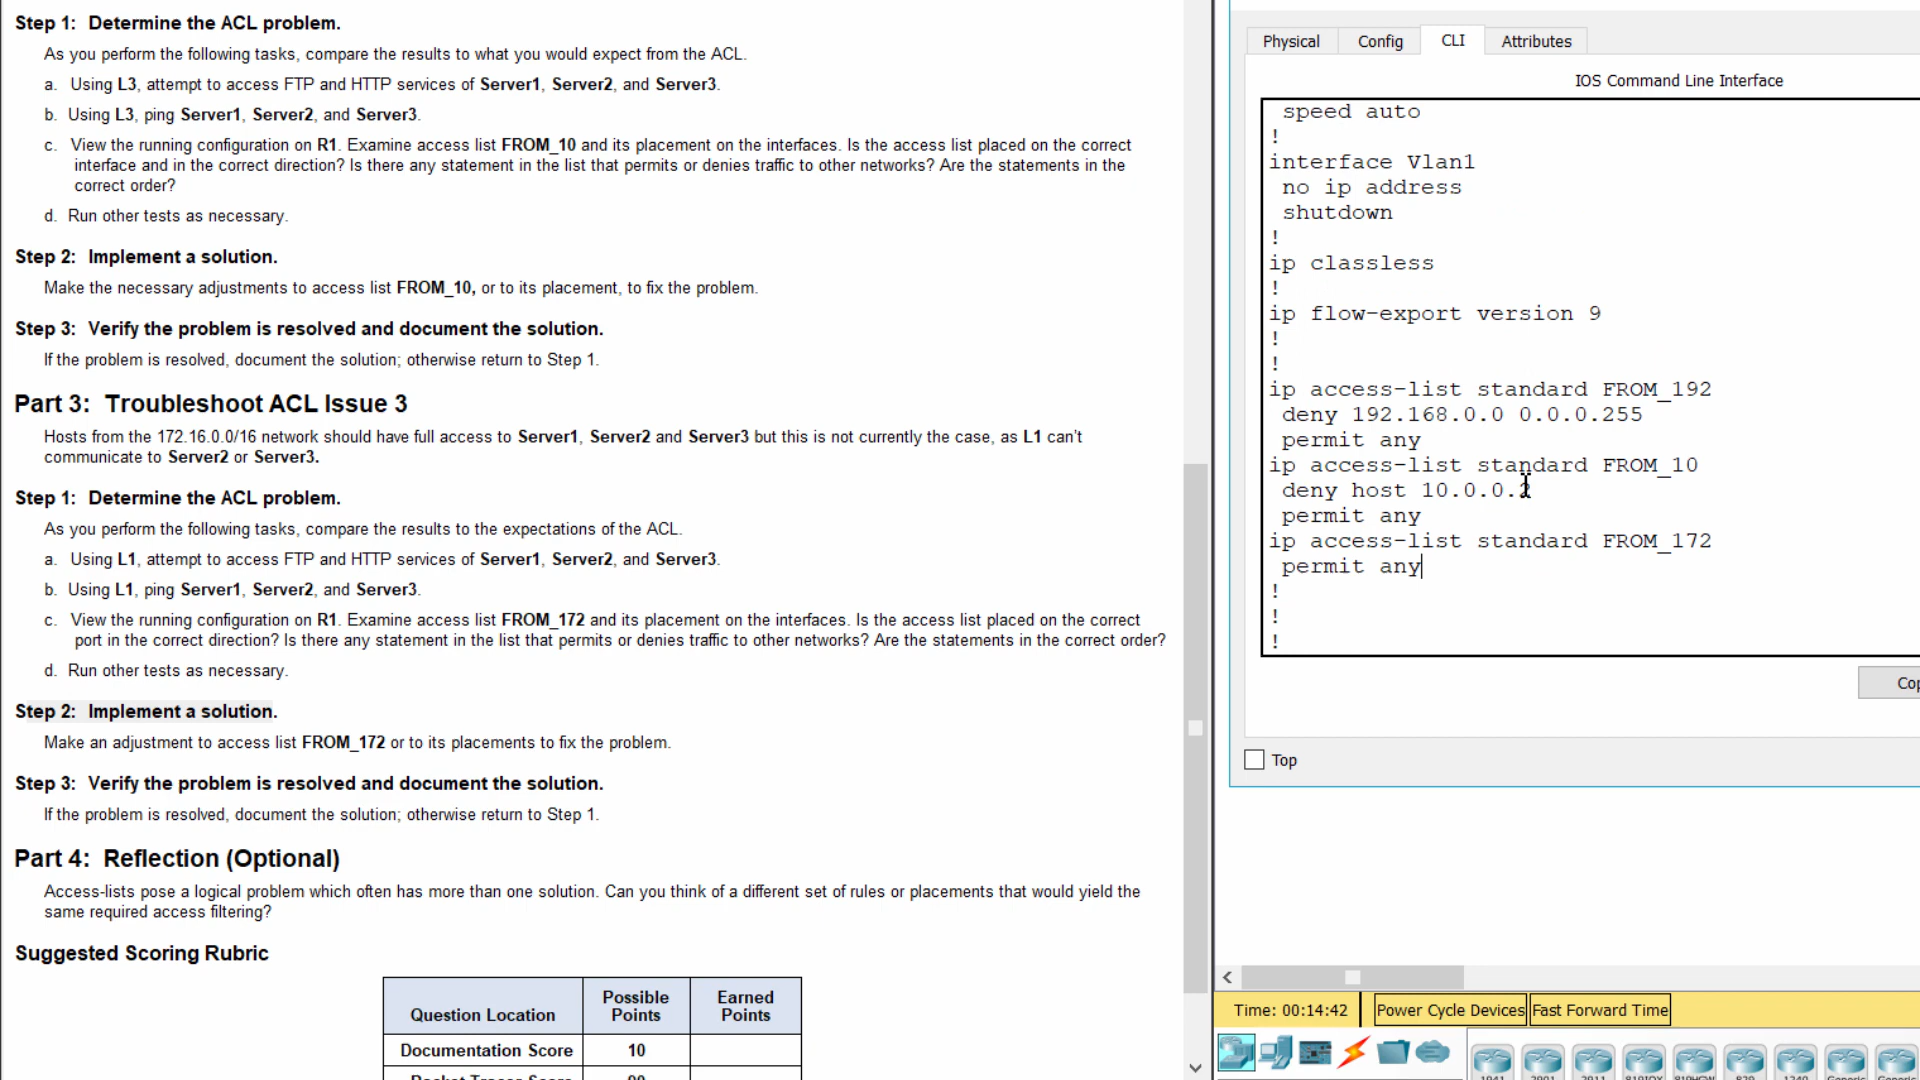 Step 1: Determine the ACL problem.
As you perform the following tasks, compare the results to what you would expect from the ACL.
a. Using L3, attempt to access FTP and HTTP services of Server1, Server2, and Server3.
b. Using L3, ping Server1, Server2, and Server3.
c. View the running configuration on R1. Examine access list FROM_10 and its placement on the interfaces. Is the access list placed on the correct
interface and in the correct direction? Is there any statement in the list that permits or denies traffic to other networks? Are the statements in the
correct order?
d. Run other tests as necessary.
Step 2: Implement a solution.
Make the necessary adjustments to access list FROM_10, or to its placement, to fix the problem.
Step 3: Verify the problem is resolved and document the solution.
If the problem is resolved, document the solution; otherwise return to Step 1.
Part 3: Troubleshoot ACL Issue 3
Hosts from the 172.16.0.0/16 network should have full access to Server1, Server2 and Server3 but this is not currently the case, as L1 can't
communicate to Server2 or Server3.
Step 1: Determine the ACL problem.
As you perform the following tasks, compare the results to the expectations of the ACL.
a. Using L1, attempt to access FTP and HTTP services of Server1, Server2, and Server3.
b. Using L1, ping Server1, Server2, and Server3.
c. View the running configuration on R1. Examine access list FROM_172 and its placement on the interfaces. Is the access list placed on the correct
port in the correct direction? Is there any statement in the list that permits or denies traffic to other networks? Are the statements in the correct order?
d. Run other tests as necessary.
Step 2: Implement a solution.
Make an adjustment to access list FROM_172 or to its placements to fix the problem.
Step 3: Verify the problem is resolved and document the solution.
If the problem is resolved, document the solution; otherwise return to Step 1.
Part 4: Reflection (Optional)
Access-lists pose a logical problem which often has more than one solution. Can you think of a different set of rules or placements that would yield the
same required access filtering?
Suggested Scoring Rubric
Question Location Possible Points Earned Points
Documentation Score 10
Packet Tracer Score 90
Physical Config CLI Attributes
IOS Command Line Interface
speed auto
!
interface Vlan1
no ip address
shutdown
!
ip classless
!
ip flow-export version 9
!
!
ip access-list standard FROM_192
deny 192.168.0.0 0.0.0.255
permit any
ip access-list standard FROM_10
deny host 10.0.0.2
permit any
ip access-list standard FROM_172
permit any
!
!
!
Cop
Top
Time: 00:14:42 Power Cycle Devices Fast Forward Time
1941 2901 2911 819IOX 819HGW 829 1240 Generic Generic